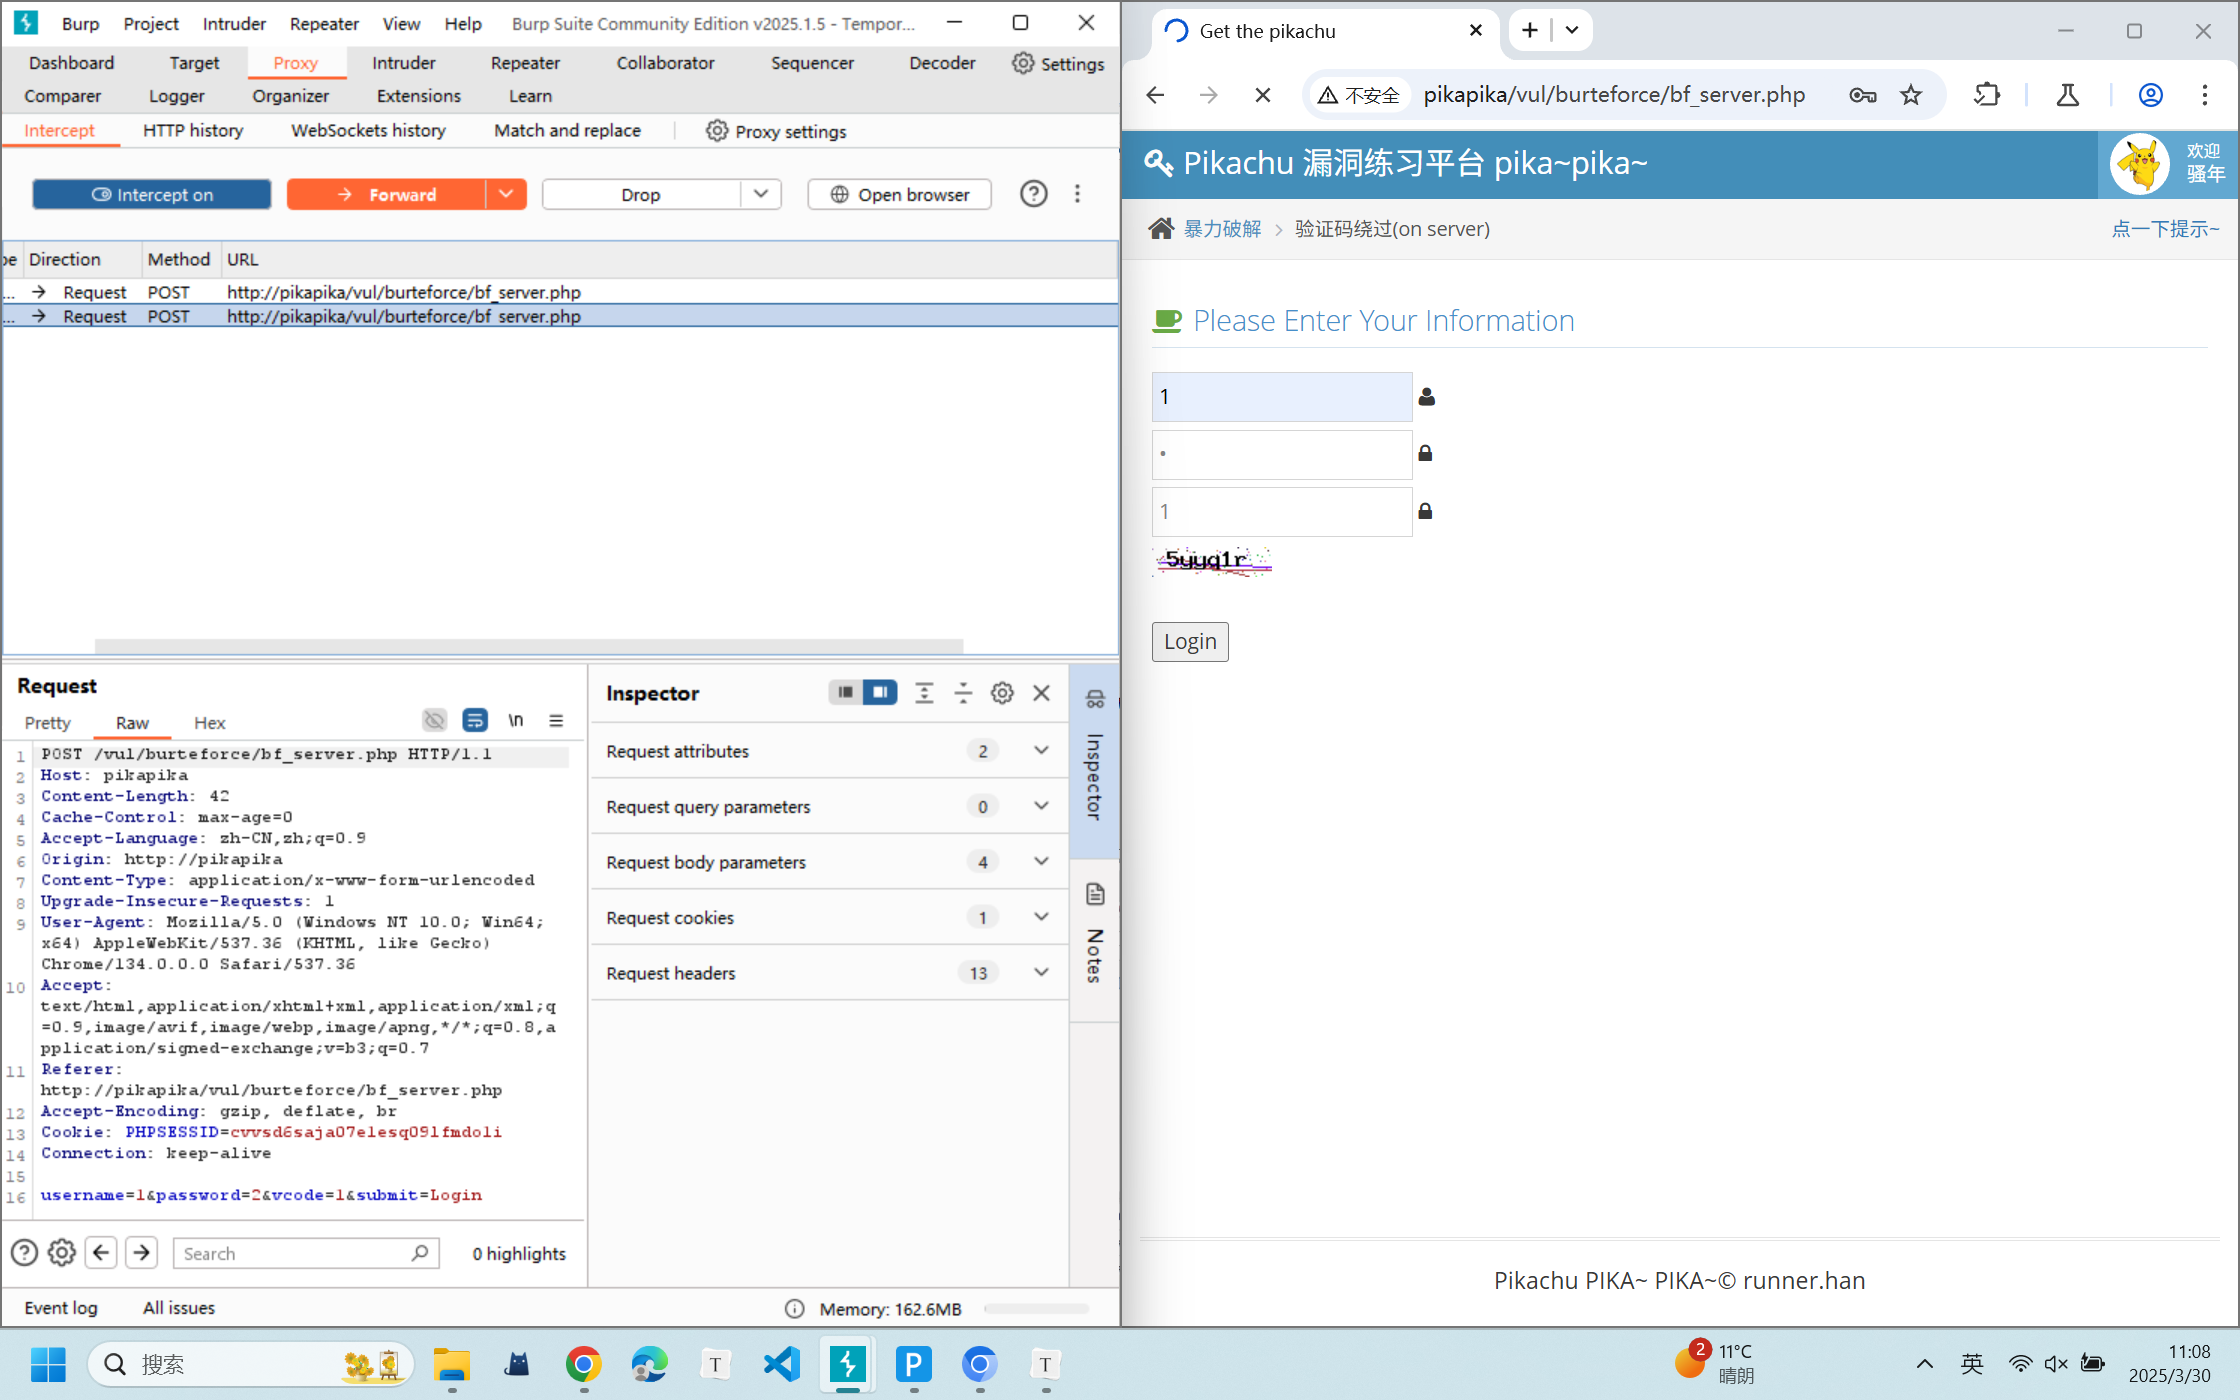 Burp Project Intruder Repeater View Help Burp Suite Community Edition v2025.1.5 - Tempor...
Dashboard Target Proxy Intruder Repeater Collaborator Sequencer Decoder Settings
Comparer Logger Organizer Extensions Learn
Intercept HTTP history WebSockets history Match and replace Proxy settings
Intercept on Forward Drop Open browser
pe Direction Method URL
... → Request POST http://pikapika/vul/burteforce/bf_server.php
... → Request POST http://pikapika/vul/burteforce/bf_server.php
Request
Pretty Raw Hex \n
1 POST /vul/burteforce/bf_server.php HTTP/1.1
2 Host: pikapika
3 Content-Length: 42
4 Cache-Control: max-age=0
5 Accept-Language: zh-CN,zh;q=0.9
6 Origin: http://pikapika
7 Content-Type: application/x-www-form-urlencoded
8 Upgrade-Insecure-Requests: 1
9 User-Agent: Mozilla/5.0 (Windows NT 10.0; Win64;
x64) AppleWebKit/537.36 (KHTML, like Gecko)
Chrome/134.0.0.0 Safari/537.36
10 Accept:
text/html,application/xhtml+xml,application/xml;q
=0.9,image/avif,image/webp,image/apng,*/*;q=0.8,a
pplication/signed-exchange;v=b3;q=0.7
11 Referer:
http://pikapika/vul/burteforce/bf_server.php
12 Accept-Encoding: gzip, deflate, br
13 Cookie: PHPSESSID=cvvsd6saja07elesq09lfmdoli
14 Connection: keep-alive
15
16 username=1&password=2&vcode=1&submit=Login
Search 0 highlights
Inspector
Request attributes 2
Request query parameters 0
Request body parameters 4
Request cookies 1
Request headers 13
Inspector
Notes
Event log All issues Memory: 162.6MB
Get the pikachu
不安全 pikapika/vul/burteforce/bf_server.php
Pikachu 漏洞练习平台 pika~pika~
欢迎
骚年
暴力破解 验证码绕过(on server) 点一下提示~
Please Enter Your Information
1
•
1
5yyq1r
Login
Pikachu PIKA~ PIKA~© runner.han
搜索
T
P
T
2
11°C
晴朗
英
11:08
2025/3/30